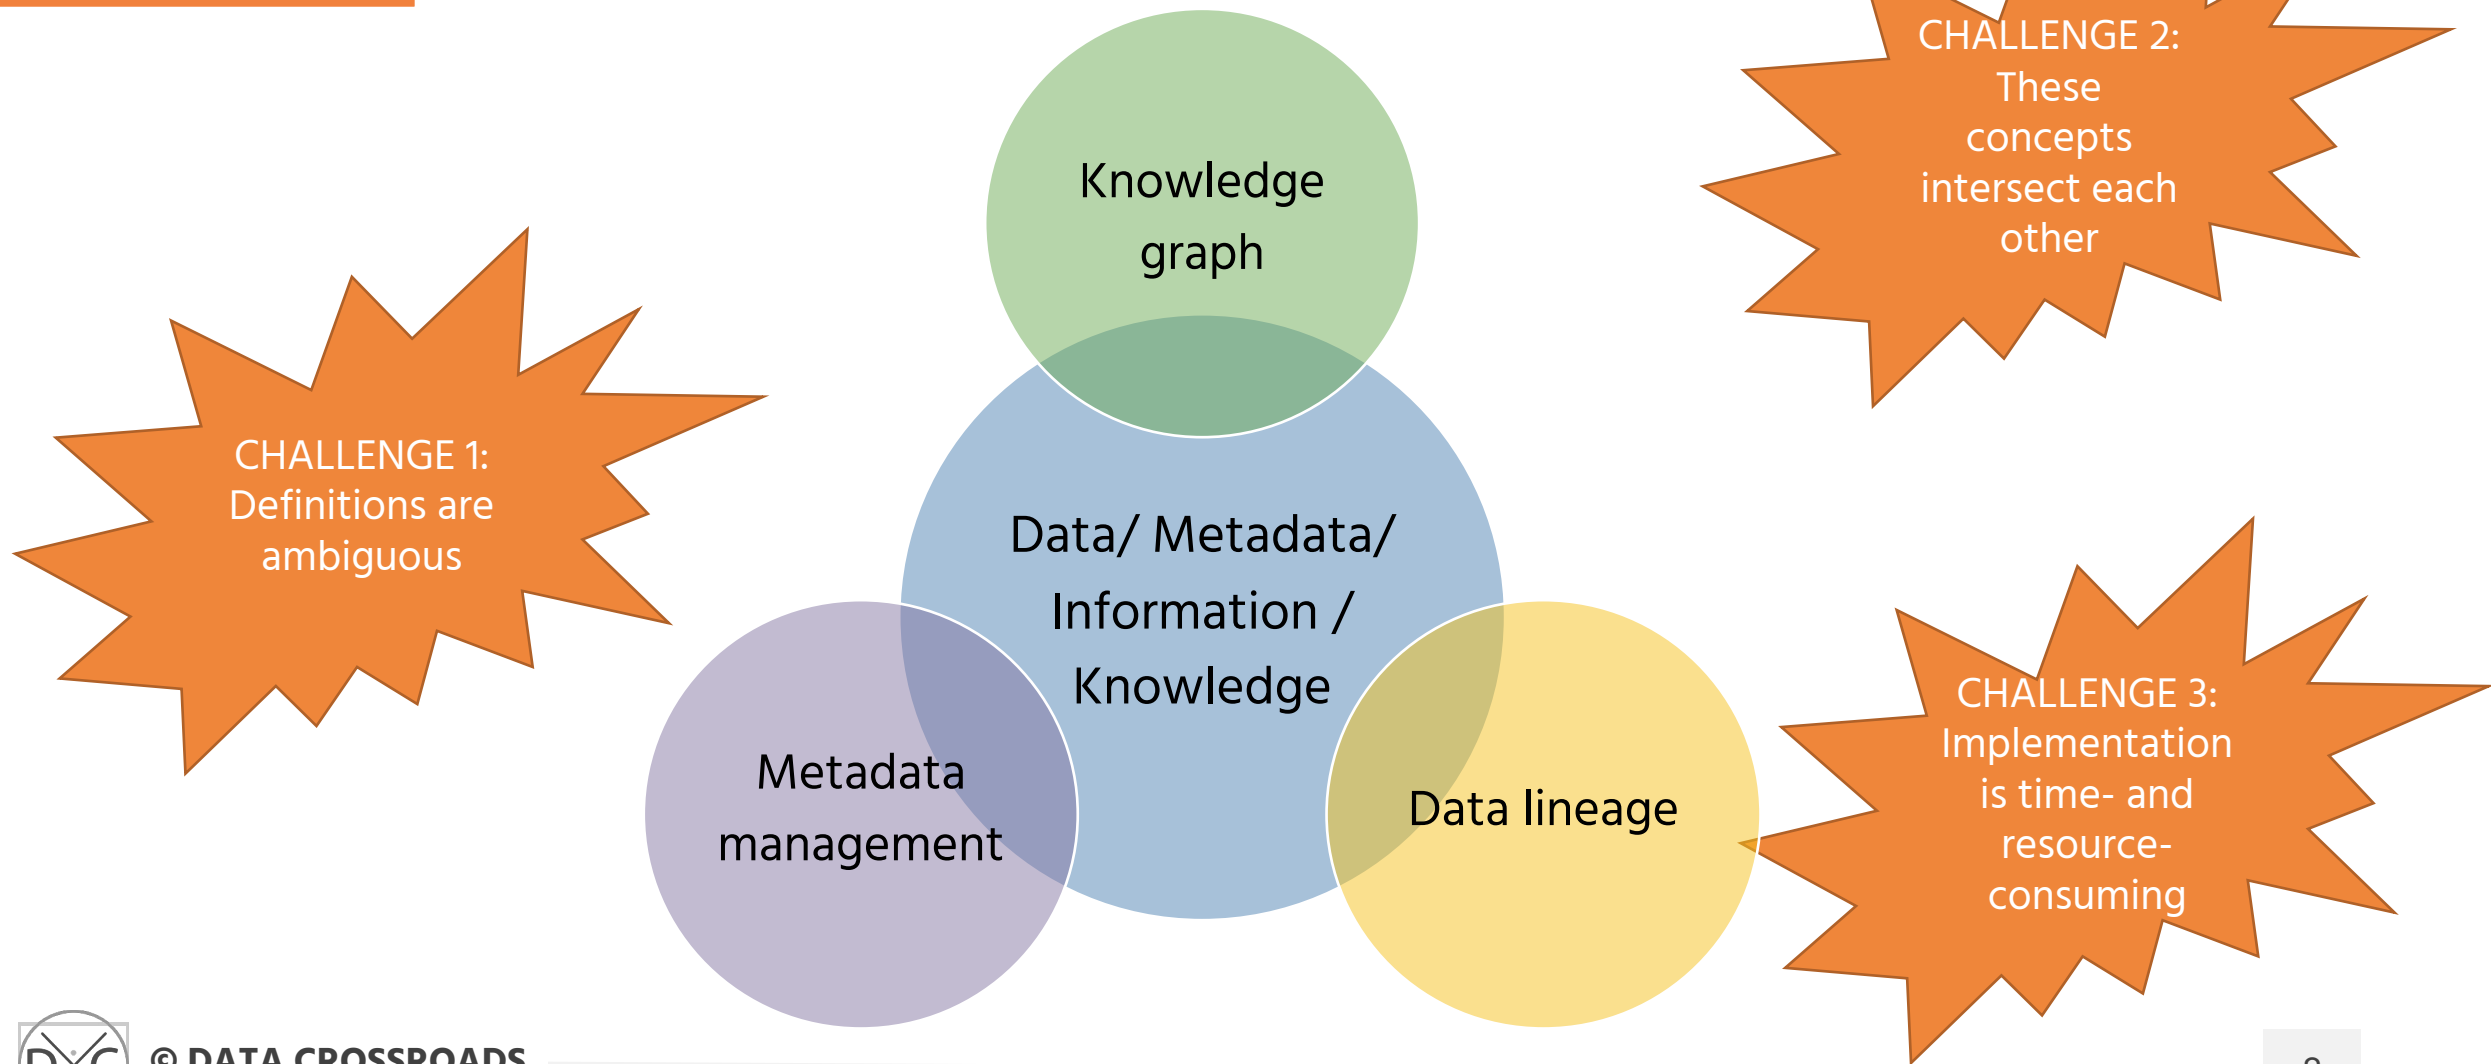 CHALLENGE 2:
These
concepts
intersect each
other
Knowledge
graph
CHALLENGE 1:
Definitions are
ambiguous
Data/ Metadata/
Information /
Knowledge
Metadata
management
Data lineage
CHALLENGE 3:
Implementation
is time- and
resource-
consuming
© DATA CROSSROADS